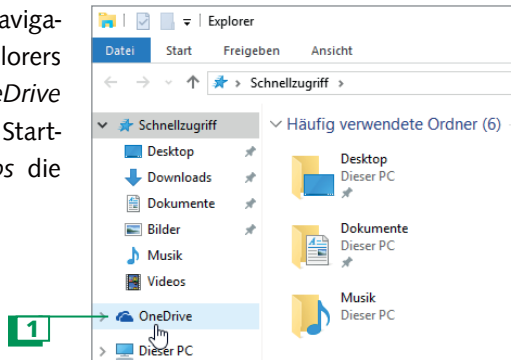 aviga-
lorers
eDrive
Start-
os die
Explorer
Datei Start Freigeben Ansicht
Schnellzugriff
Schnellzugriff
Desktop
Downloads
Dokumente
Bilder
Musik
Videos
OneDrive
Dieser PC
Häufig verwendete Ordner (6)
Desktop
Dieser PC
Dokumente
Dieser PC
Musik
Dieser PC
1